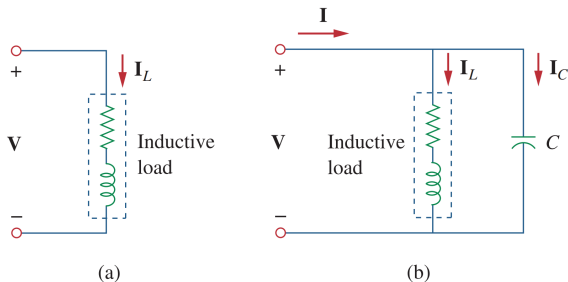 +
I_L
V
Inductive
load
−
(a)
I
+
I_L
I_C
V
Inductive
load
C
−
(b)